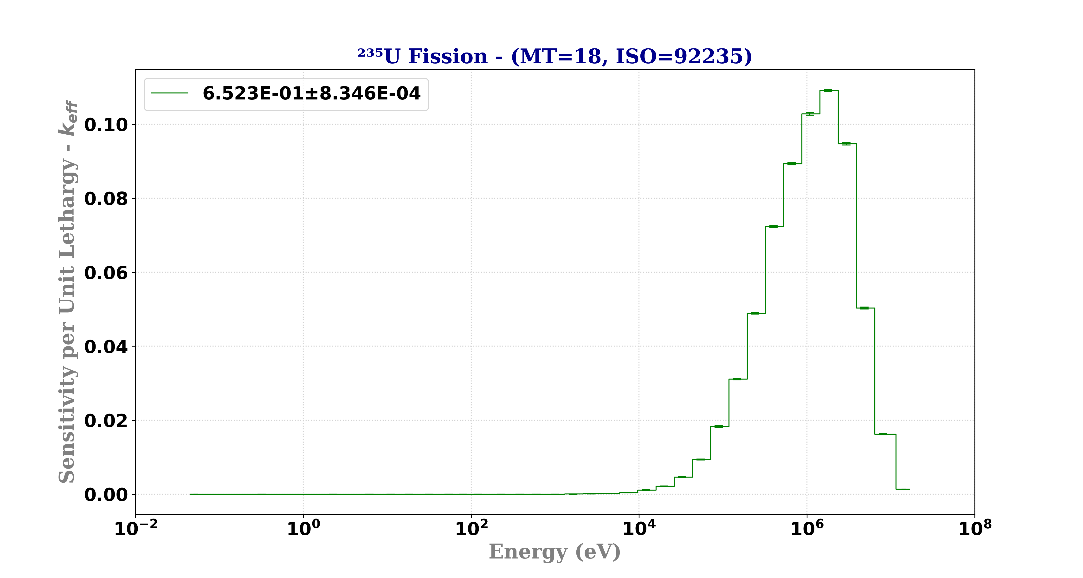 ²³⁵U Fission - (MT=18, ISO=92235)
6.523E-01±8.346E-04
Sensitivity per Unit Lethargy - k_eff
0.10
0.08
0.06
0.04
0.02
0.00
10⁻² 10⁰ 10² 10⁴ 10⁶ 10⁸
Energy (eV)